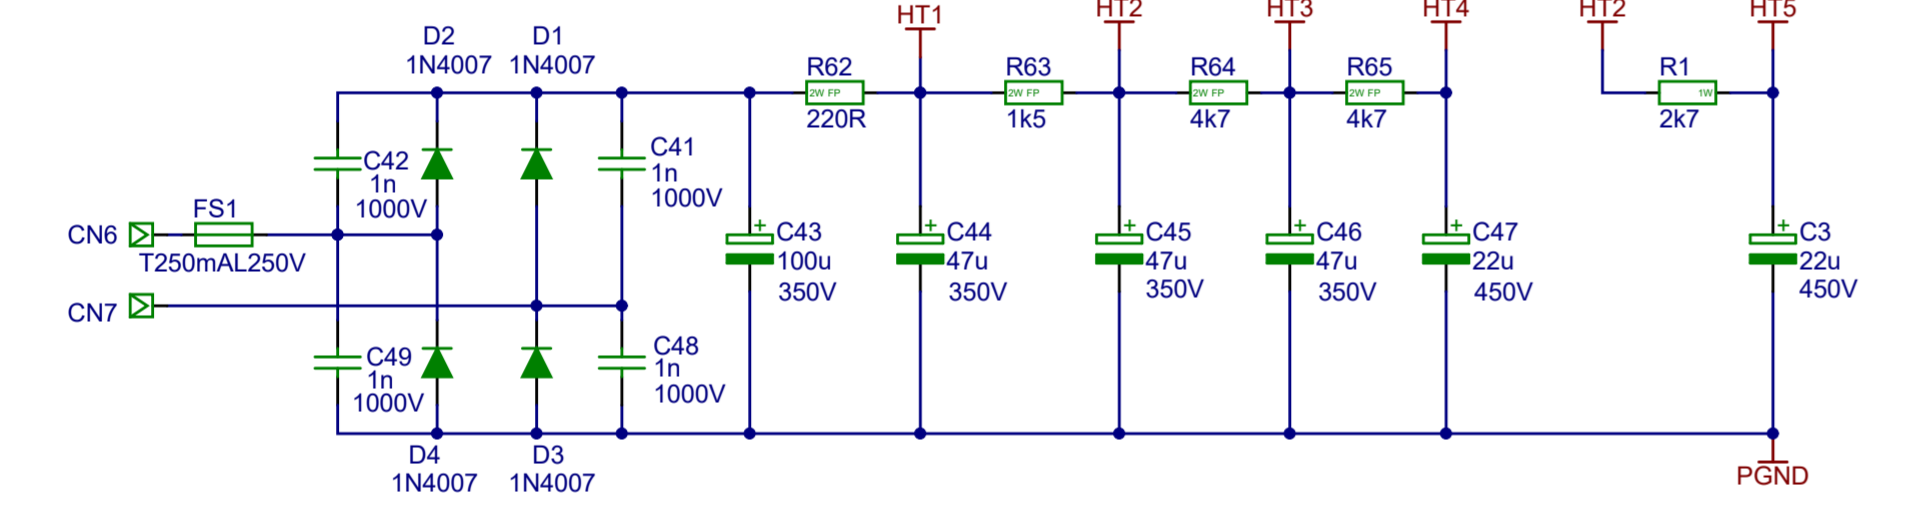 HT1
HT2
HT3
HT4
HT2
HT5
D2
1N4007
D1
1N4007
R62
2W FP
220R
R63
2W FP
1k5
R64
2W FP
4k7
R65
2W FP
4k7
R1
1W
2k7
C42
1n
1000V
C41
1n
1000V
CN6
FS1
T250mAL250V
CN7
+
C43
100u
350V
+
C44
47u
350V
+
C45
47u
350V
+
C46
47u
350V
+
C47
22u
450V
+
C3
22u
450V
C49
1n
1000V
C48
1n
1000V
D4
1N4007
D3
1N4007
PGND